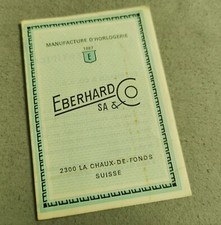 MANUFACTURE D'HORLOGERIE
1887
E
EBERHARD & CO
SA
2300 LA CHAUX-DE-FONDS
SUISSE